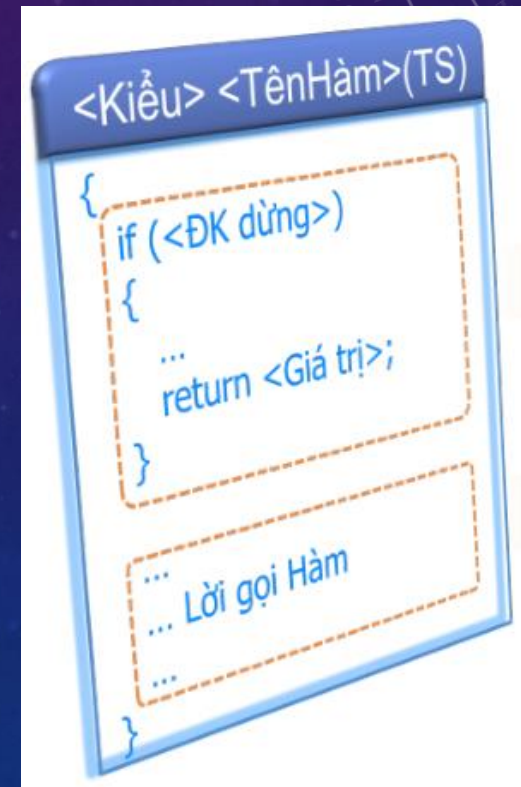 <Kiểu> <TênHàm>(TS)
{
if (<ĐK dừng>)
{
...
return <Giá trị>;
}
...
... Lời gọi Hàm
...
}